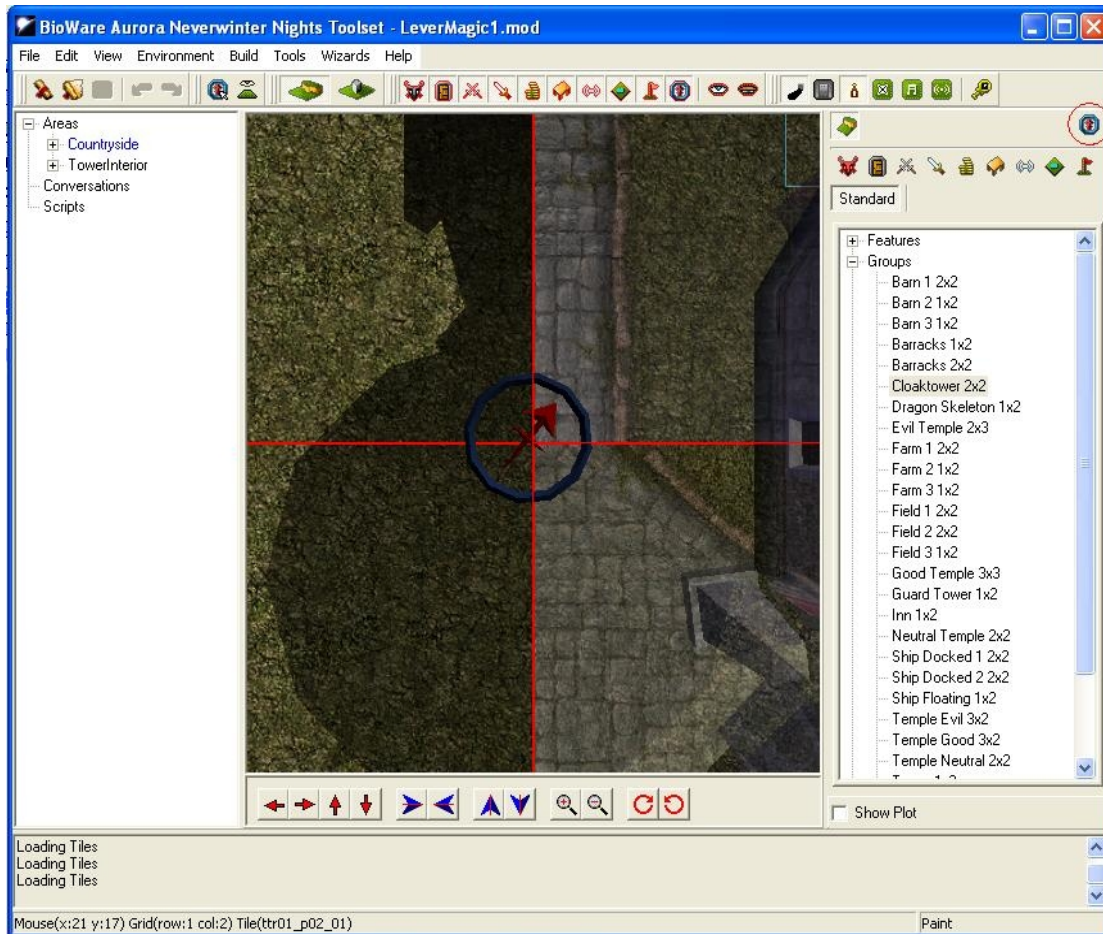 BioWare Aurora Neverwinter Nights Toolset - LeverMagic1.mod
File Edit View Environment Build Tools Wizards Help
Areas
Countryside
TowerInterior
Conversations
Scripts
Standard
Features
Groups
Barn 1 2x2
Barn 2 1x2
Barn 3 1x2
Barracks 1x2
Barracks 2x2
Cloaktower 2x2
Dragon Skeleton 1x2
Evil Temple 2x3
Farm 1 2x2
Farm 2 1x2
Farm 3 1x2
Field 1 2x2
Field 2 2x2
Field 3 1x2
Good Temple 3x3
Guard Tower 1x2
Inn 1x2
Neutral Temple 2x2
Ship Docked 1 2x2
Ship Docked 2 2x2
Ship Floating 1x2
Temple Evil 3x2
Temple Good 3x2
Temple Neutral 2x2
Show Plot
Loading Tiles
Loading Tiles
Loading Tiles
Mouse(x:21 y:17) Grid(row:1 col:2) Tile(ttr01_p02_01)
Paint